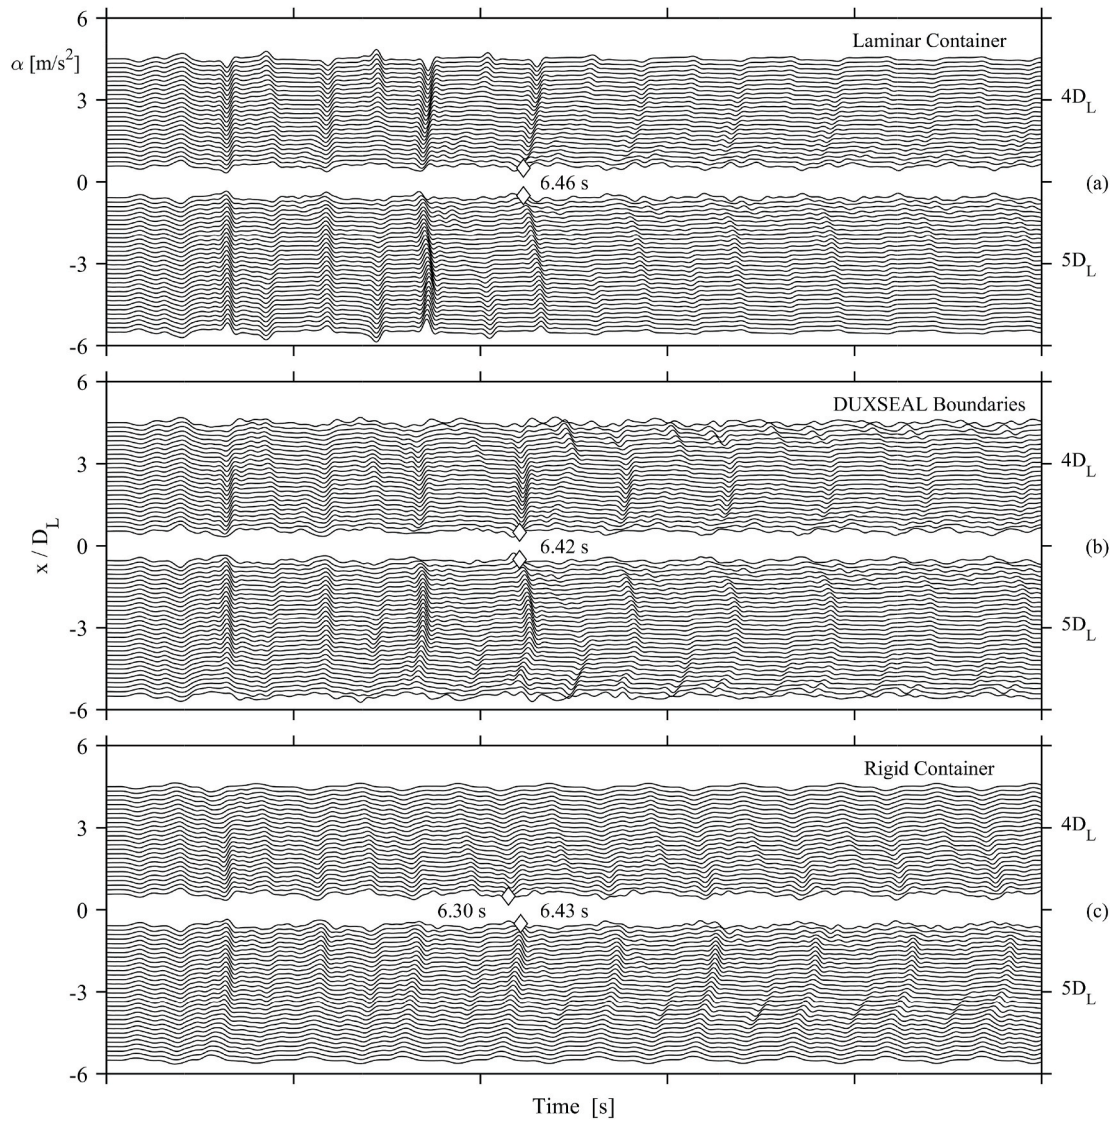 6
Laminar Container
α [m/s²]
3
4D_L
0
6.46 s
(a)
-3
5D_L
-6
6
DUXSEAL Boundaries
3
4D_L
x / D_L
0
6.42 s
(b)
-3
5D_L
-6
6
Rigid Container
3
4D_L
0
6.30 s 6.43 s
(c)
-3
5D_L
-6
Time [s]